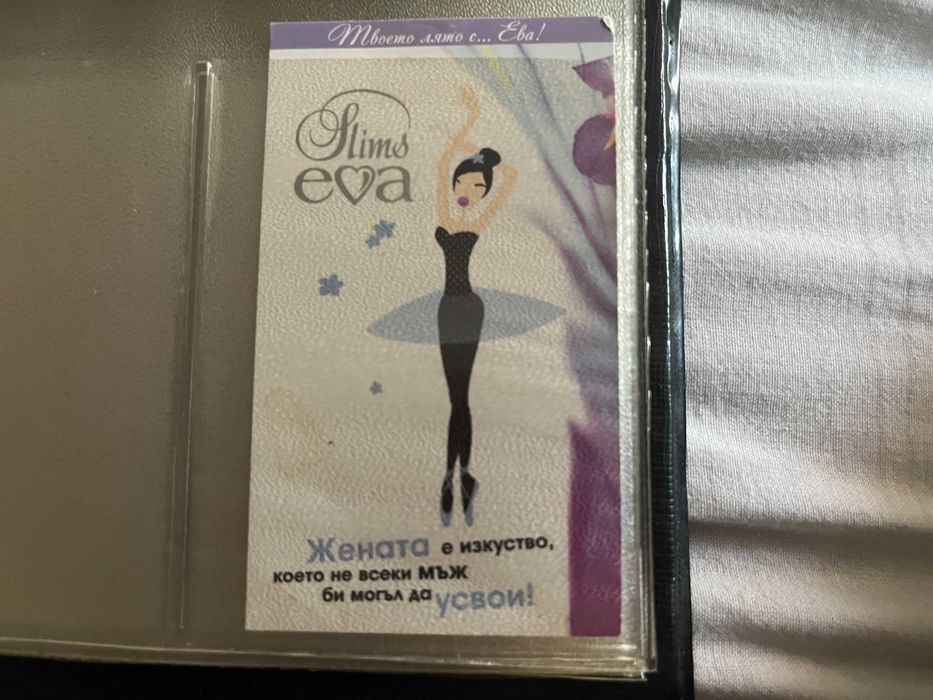 Твоето лято с... Ева!
Slims
eva
Жената е изкуство,
което не всеки мъж
би могъл да усвои!